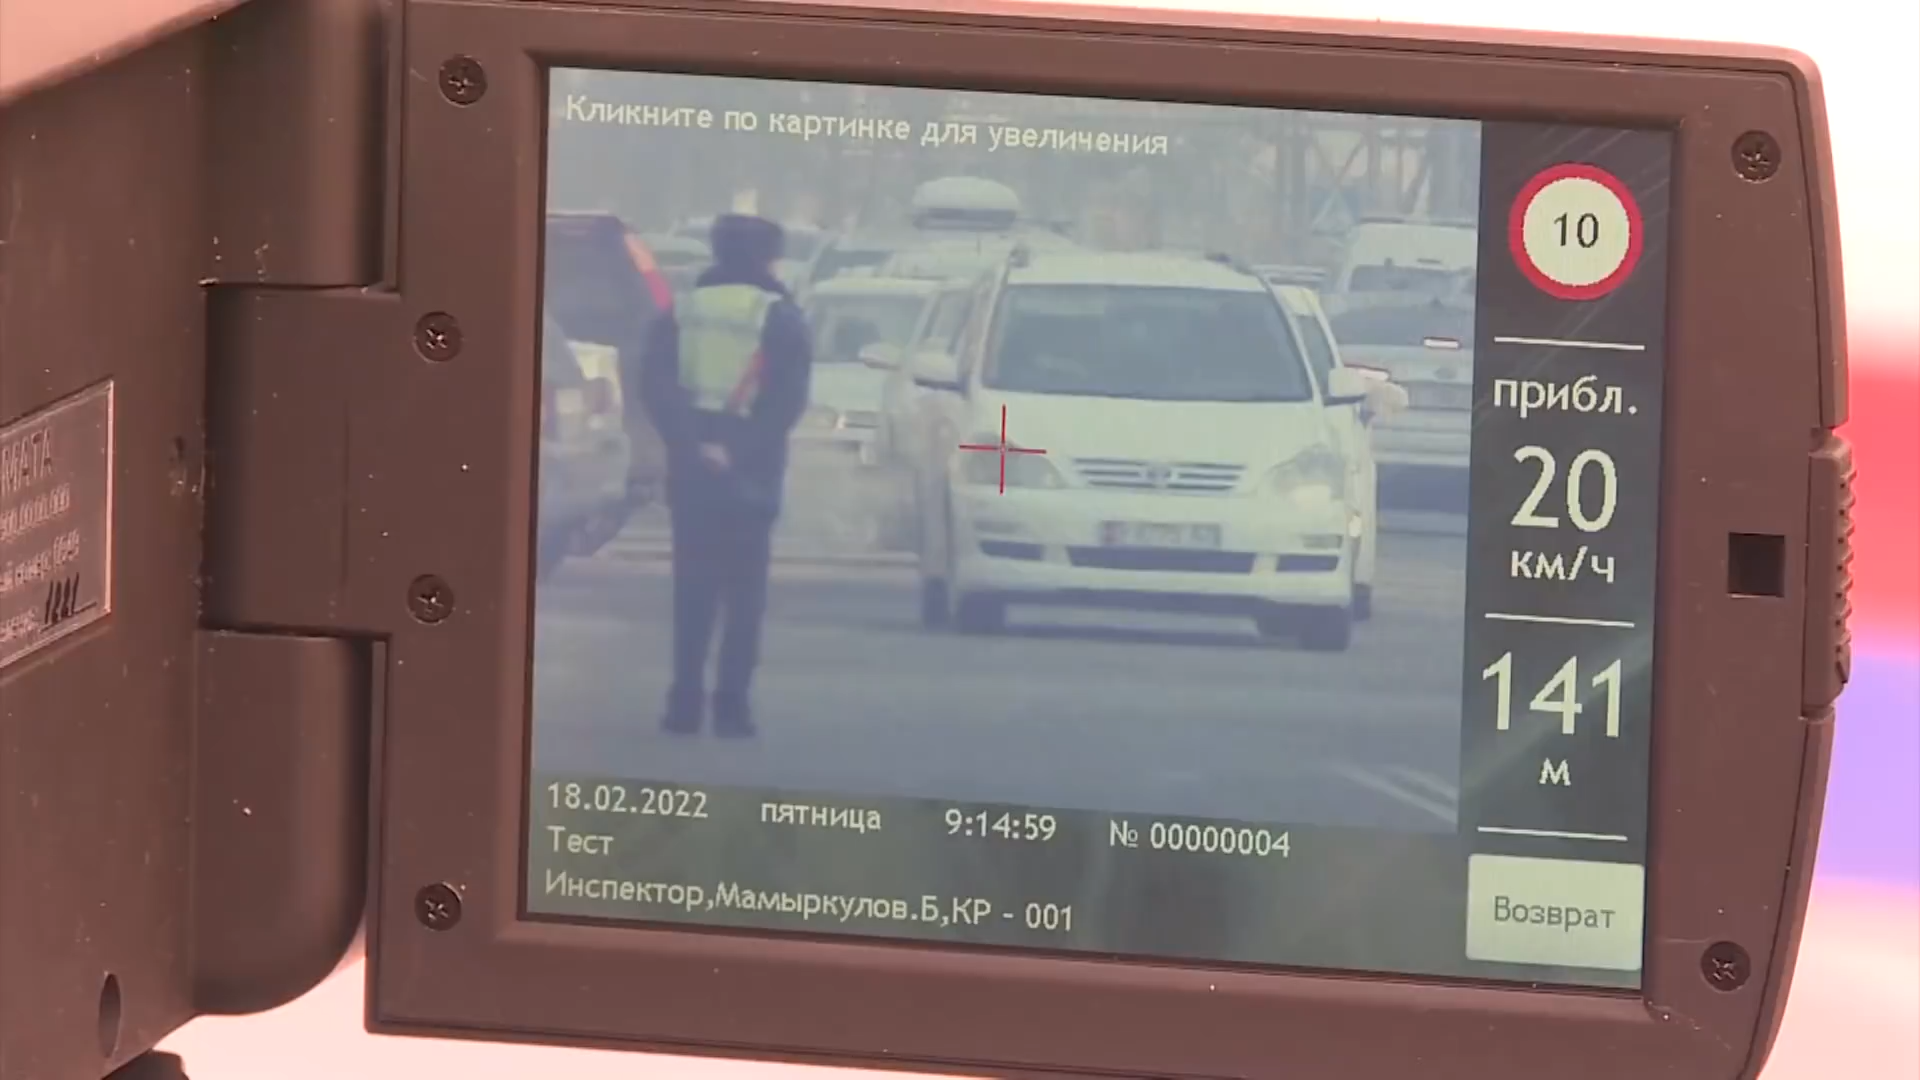 Кликните по картинке для увеличения
10
прибл.
20
км/ч
141
м
18.02.2022 пятница 9:14:59 № 00000004
Тест
Инспектор,Мамыркулов.Б,КР - 001
Возврат
МАТА